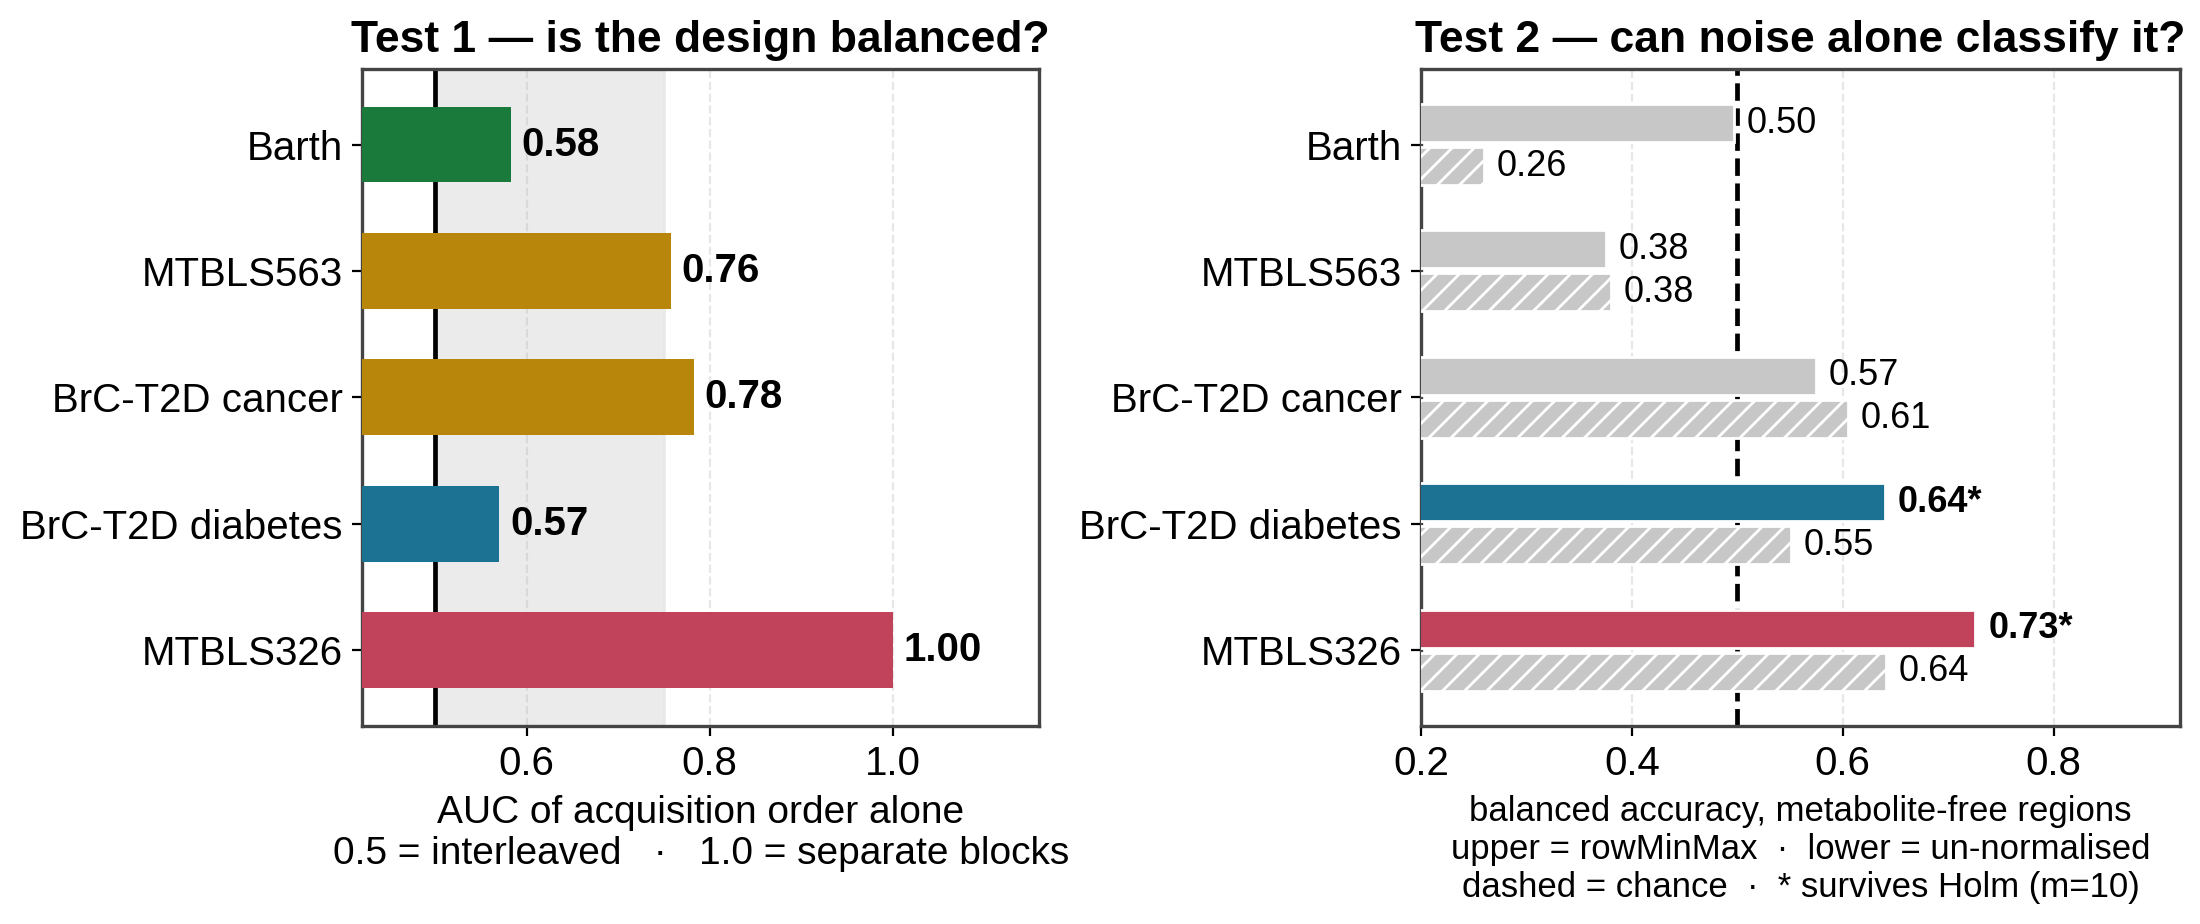 Test 1 — is the design balanced?
Barth
0.58
MTBLS563
0.76
BrC-T2D cancer
0.78
BrC-T2D diabetes
0.57
MTBLS326
1.00
0.6 0.8 1.0
AUC of acquisition order alone
0.5 = interleaved · 1.0 = separate blocks
Test 2 — can noise alone classify it?
Barth
0.50
0.26
MTBLS563
0.38
0.38
BrC-T2D cancer
0.57
0.61
BrC-T2D diabetes
0.64*
0.55
MTBLS326
0.73*
0.64
0.2 0.4 0.6 0.8
balanced accuracy, metabolite-free regions
upper = rowMinMax · lower = un-normalised
dashed = chance · * survives Holm (m=10)